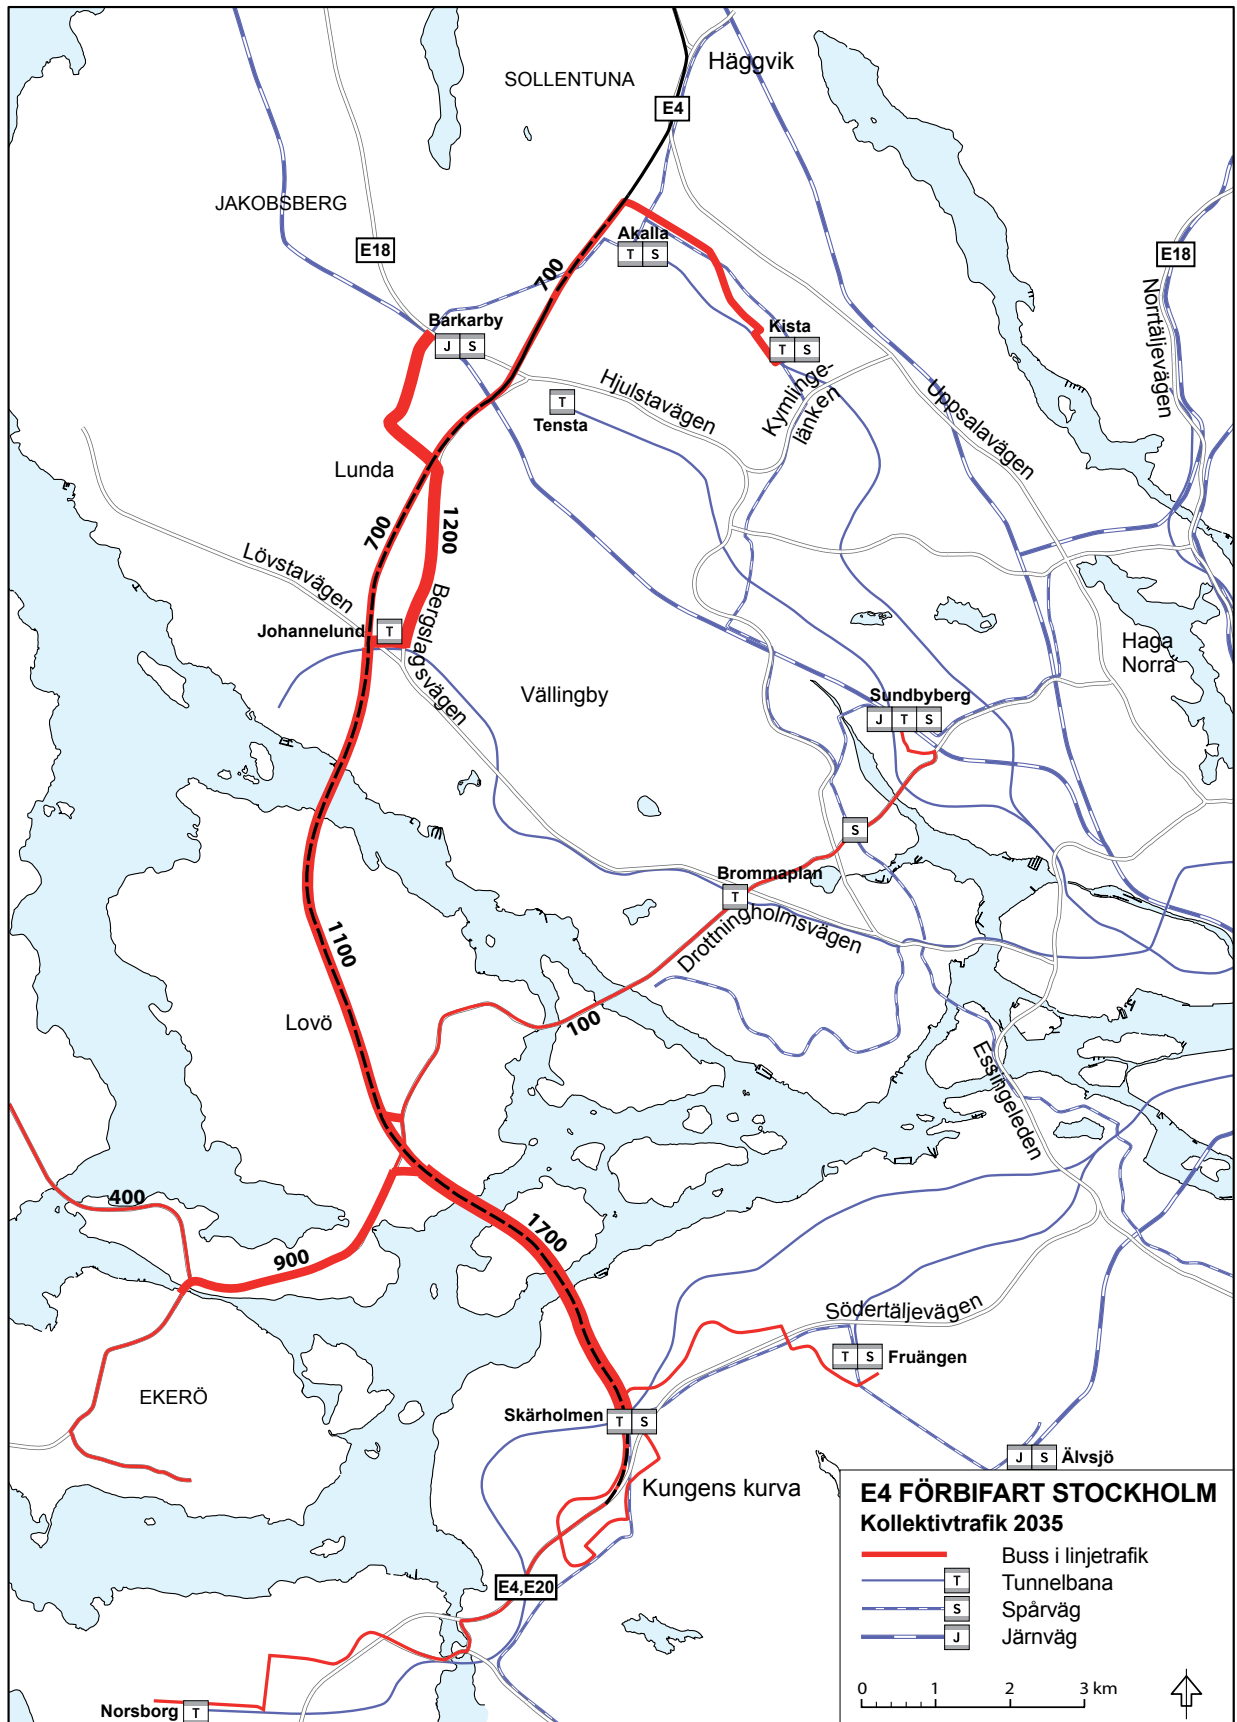 Häggvik
SOLLENTUNA
E4
JAKOBSBERG
E18
Akalla
T S
E18
700
Norrtäljevägen
Barkarby
J S
Kista
T S
Hjulstavägen
Kymlinge-
länken
Uppsalavägen
T
Tensta
Lunda
700
1200
Lövstavägen
Bergslagsvägen
Johannelund
T
Haga
Norra
Vällingby
Sundbyberg
J T S
S
Brommaplan
T
Drottningholmsvägen
1100
Lovö
100
Essingeleden
400
900
1700
Södertäljevägen
T S
Fruängen
EKERÖ
Skärholmen
T S
J S
Älvsjö
Kungens kurva
E4 FÖRBIFART STOCKHOLM
Kollektivtrafik 2035
Buss i linjetrafik
T
Tunnelbana
S
Spårväg
J
Järnväg
E4,E20
0 1 2 3 km
Norsborg
T